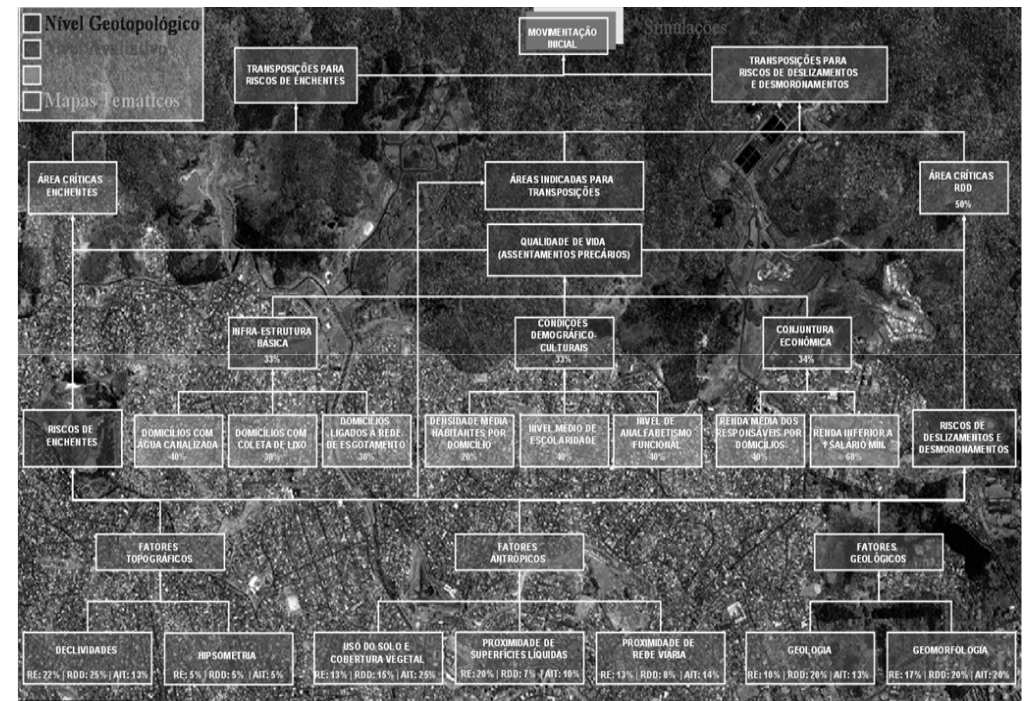 Nível Geotopológico
Nível Avaliativo
Mapas Temáticos
Simulações
MOVIMENTAÇÃO
INICIAL
TRANSPOSIÇÕES PARA
RISCOS DE ENCHENTES
TRANSPOSIÇÕES PARA
RISCOS DE DESLIZAMENTOS
E DESMORONAMENTOS
ÁREA CRÍTICAS
ENCHENTES
ÁREAS INDICADAS PARA
TRANSPOSIÇÕES
ÁREA CRÍTICAS
RDD
50%
QUALIDADE DE VIDA
(ASSENTAMENTOS PRECÁRIOS)
INFRA-ESTRUTURA
BÁSICA
33%
CONDIÇÕES
DEMOGRÁFICO-
CULTURAIS
33%
CONJUNTURA
ECONÔMICA
34%
RISCOS DE
ENCHENTES
DOMICÍLIOS COM
ÁGUA CANALIZADA
40%
DOMICÍLIOS COM
COLETA DE LIXO
30%
DOMICÍLIOS
LIGADOS À REDE
DE ESGOTAMENTO
30%
DENSIDADE MÉDIA
HABITANTES POR
DOMICÍLIO
20%
NÍVEL MÉDIO DE
ESCOLARIDADE
40%
NÍVEL DE
ANALFABETISMO
FUNCIONAL
40%
RENDA MÉDIA DOS
RESPONSÁVEIS POR
DOMICÍLIOS
40%
RENDA INFERIOR A
1 SALÁRIO MÍN.
60%
RISCOS DE
DESLIZAMENTOS E
DESMORONAMENTOS
FATORES
TOPOGRÁFICOS
FATORES
ANTRÓPICOS
FATORES
GEOLÓGICOS
DECLIVIDADES
RE: 22% | RDD: 25% | AIT: 13%
HIPSOMETRIA
RE: 5% | RDD: 5% | AIT: 5%
USO DO SOLO E
COBERTURA VEGETAL
RE: 13% | RDD: 15% | AIT: 25%
PROXIMIDADE DE
SUPERFÍCIES LÍQUIDAS
RE: 20% | RDD: 7% | AIT: 10%
PROXIMIDADE DE
REDE VIÁRIA
RE: 13% | RDD: 8% | AIT: 14%
GEOLOGIA
RE: 10% | RDD: 20% | AIT: 13%
GEOMORFOLOGIA
RE: 17% | RDD: 20% | AIT: 20%